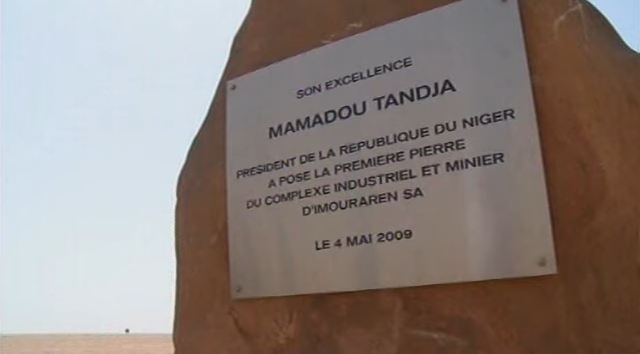 SON EXCELLENCE
MAMADOU TANDJA
PRESIDENT DE LA REPUBLIQUE DU NIGER
A POSE LA PREMIERE PIERRE
DU COMPLEXE INDUSTRIEL ET MINIER
D'IMOURAREN SA
LE 4 MAI 2009